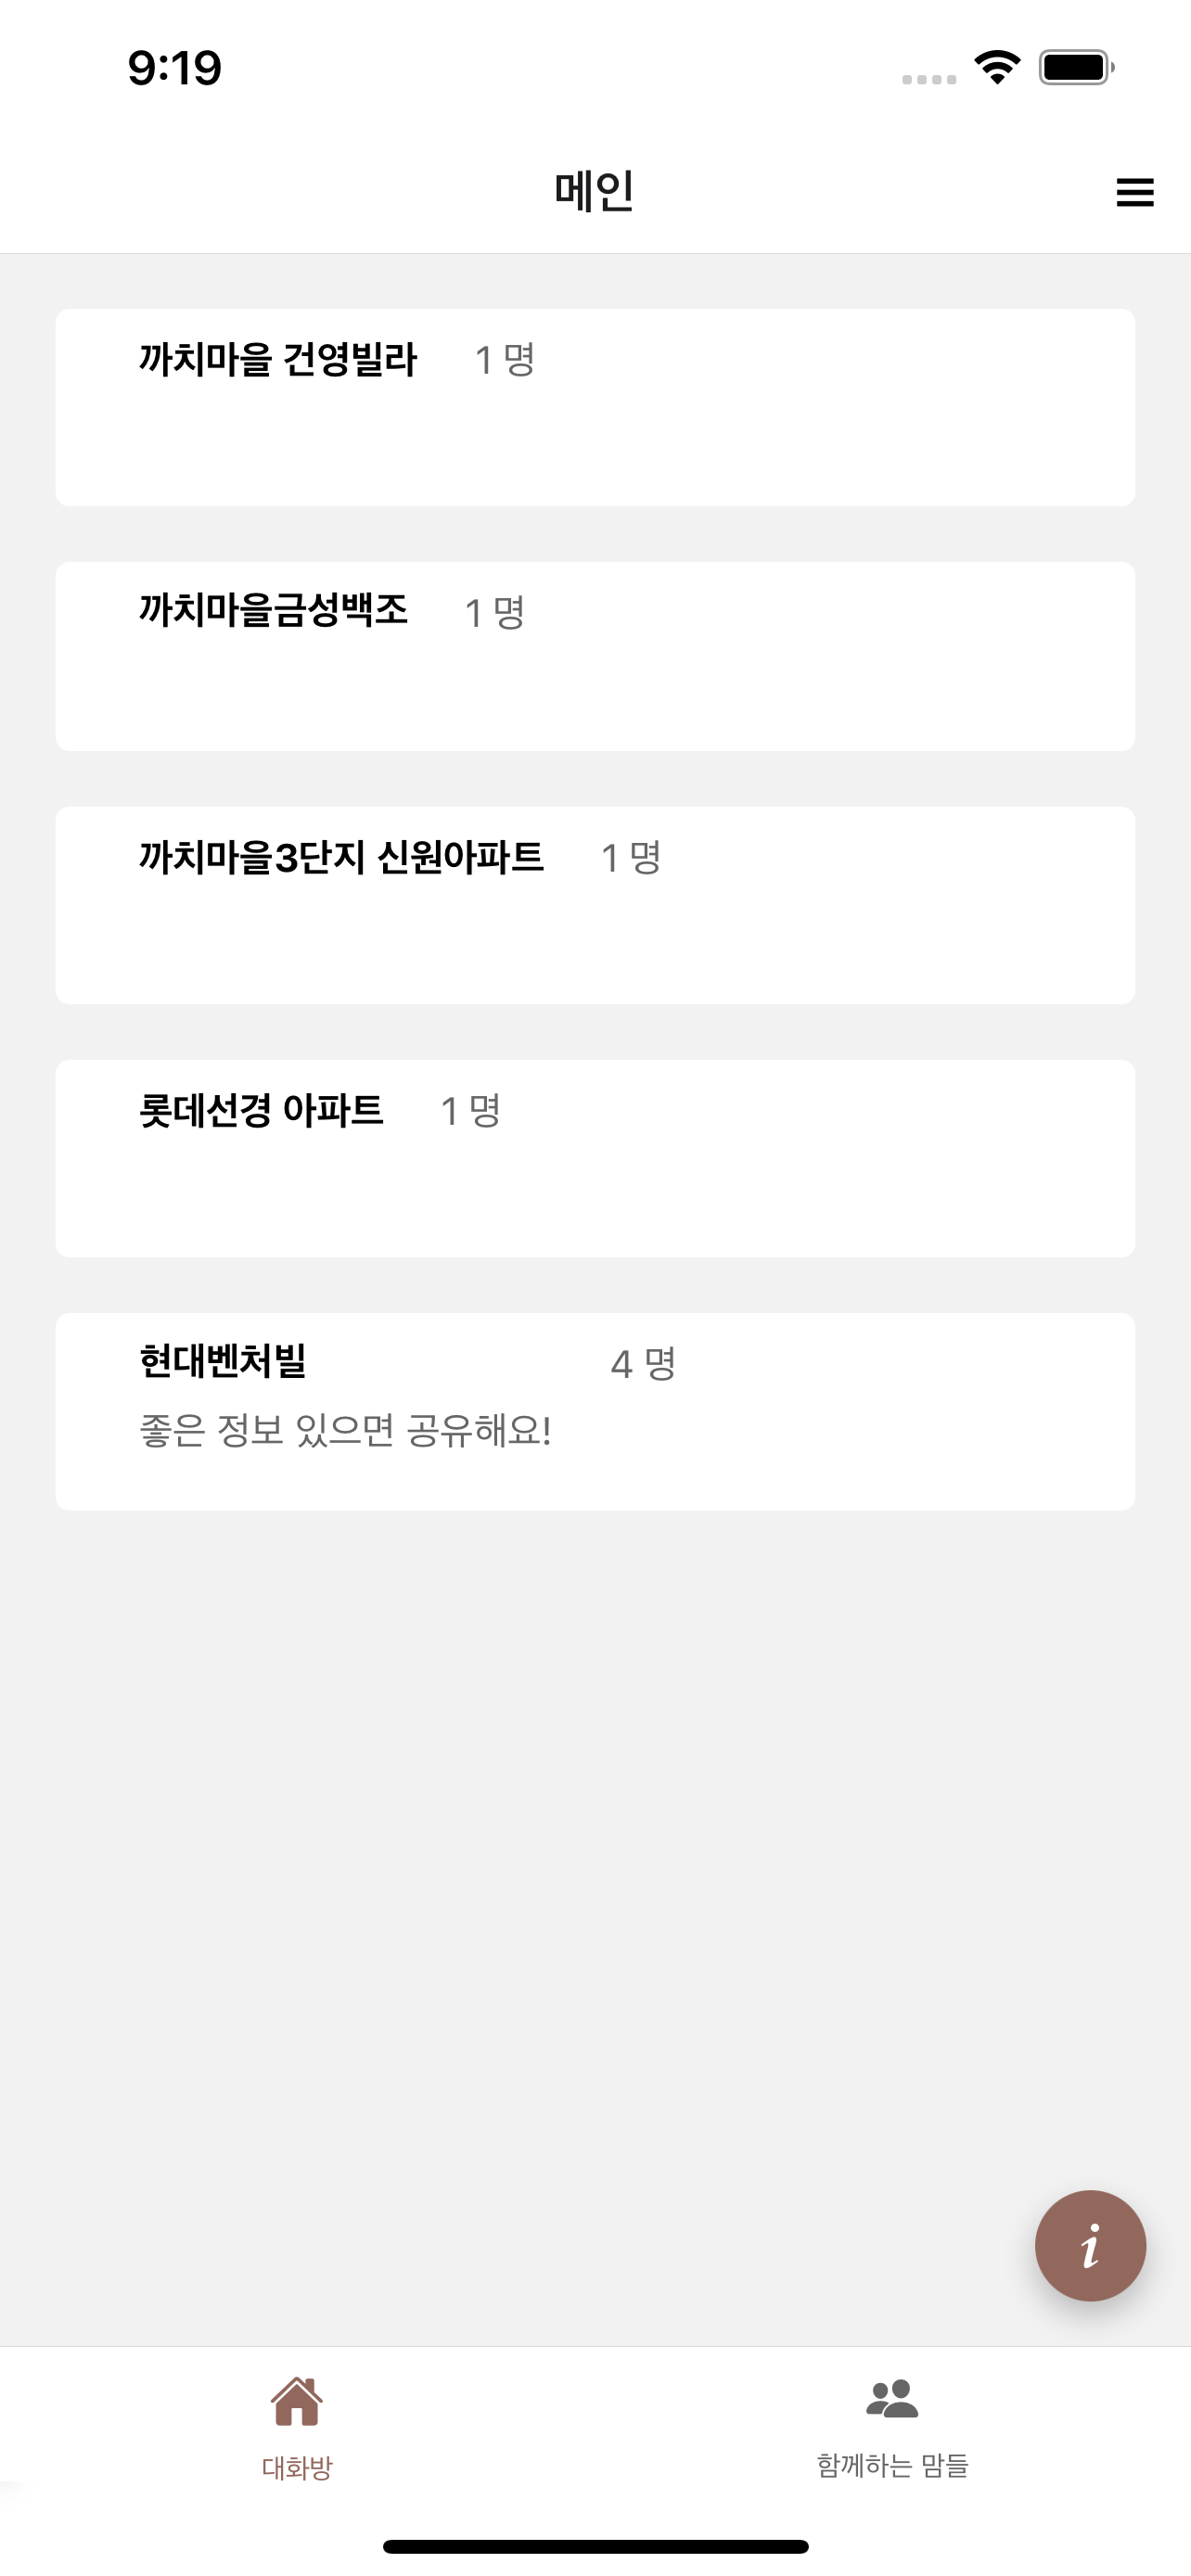 9:19
메인
까치마을 건영빌라 1 명
까치마을금성백조 1 명
까치마을3단지 신원아파트 1 명
롯데선경 아파트 1 명
현대벤처빌 4 명
좋은 정보 있으면 공유해요!
i
대화방 함께하는 맘들